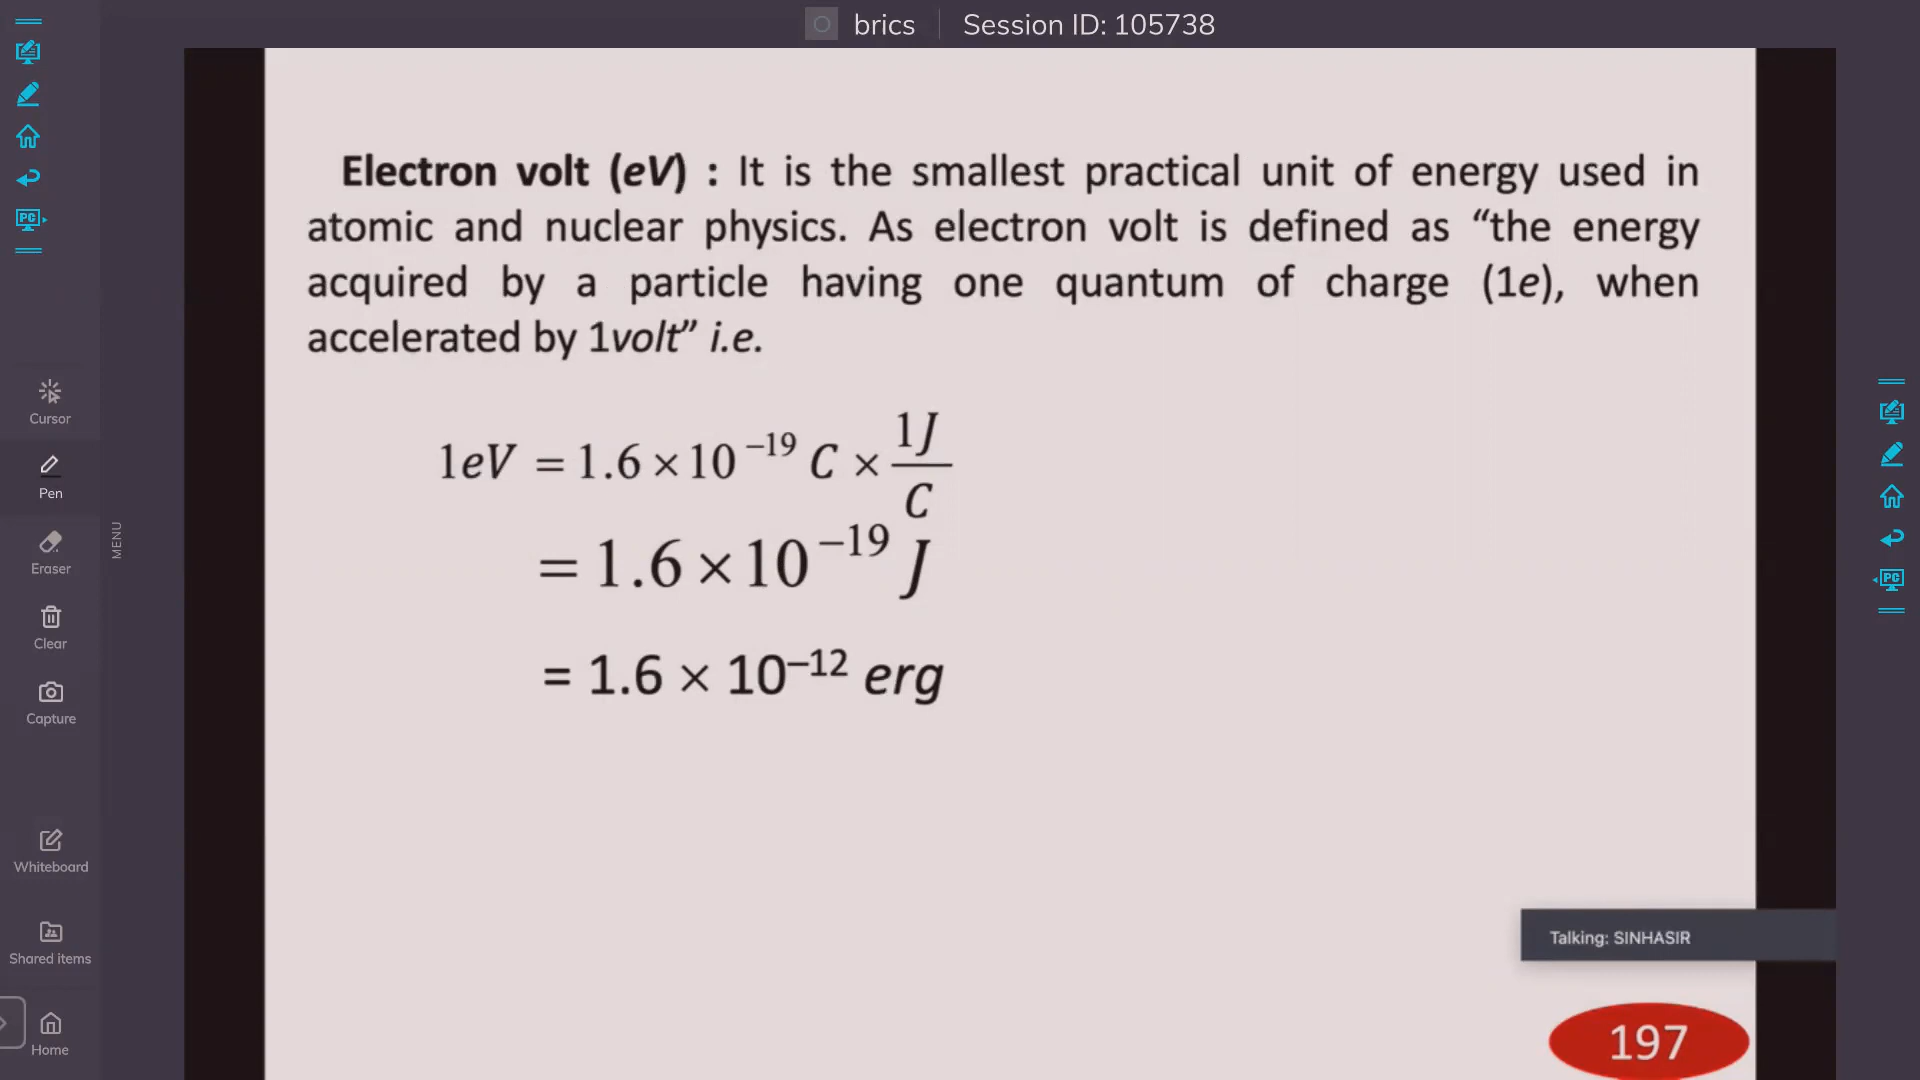 brics Session ID: 105738
Electron volt (eV) : It is the smallest practical unit of energy used in
atomic and nuclear physics. As electron volt is defined as “the energy
acquired by a particle having one quantum of charge (1e), when
accelerated by 1volt” i.e.
1eV = 1.6 × 10⁻¹⁹ C × 1J/C
= 1.6 × 10⁻¹⁹ J
= 1.6 × 10⁻¹² erg
PC
Cursor
Pen
Eraser
Clear
Capture
Whiteboard
Shared items
Home
MENU
PC
Talking: SINHASIR
197